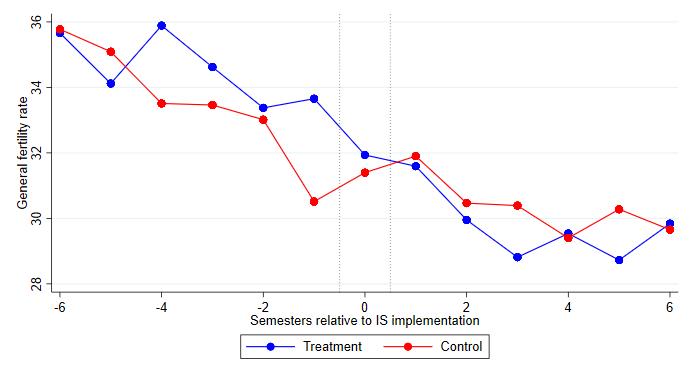 General fertility rate
36
34
32
30
28
-6 -4 -2 0 2 4 6
Semesters relative to IS implementation
Treatment Control